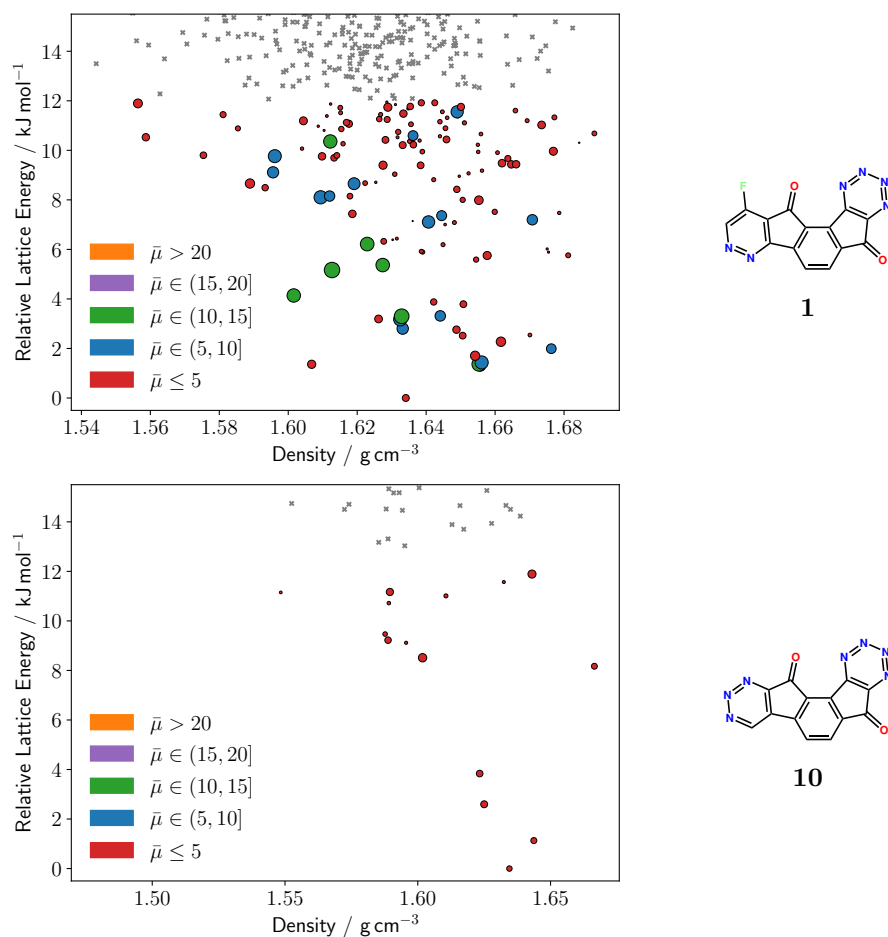 Relative Lattice Energy / kJ mol⁻¹
14
12
10
8
6
4
2
0
μ̄ > 20
μ̄ ∈ (15, 20]
μ̄ ∈ (10, 15]
μ̄ ∈ (5, 10]
μ̄ ≤ 5
1.54 1.56 1.58 1.60 1.62 1.64 1.66 1.68
Density / g cm⁻³
F O N N N N
N N O
1
Relative Lattice Energy / kJ mol⁻¹
14
12
10
8
6
4
2
0
μ̄ > 20
μ̄ ∈ (15, 20]
μ̄ ∈ (10, 15]
μ̄ ∈ (5, 10]
μ̄ ≤ 5
1.50 1.55 1.60 1.65
Density / g cm⁻³
O N N N N
N N N O
10